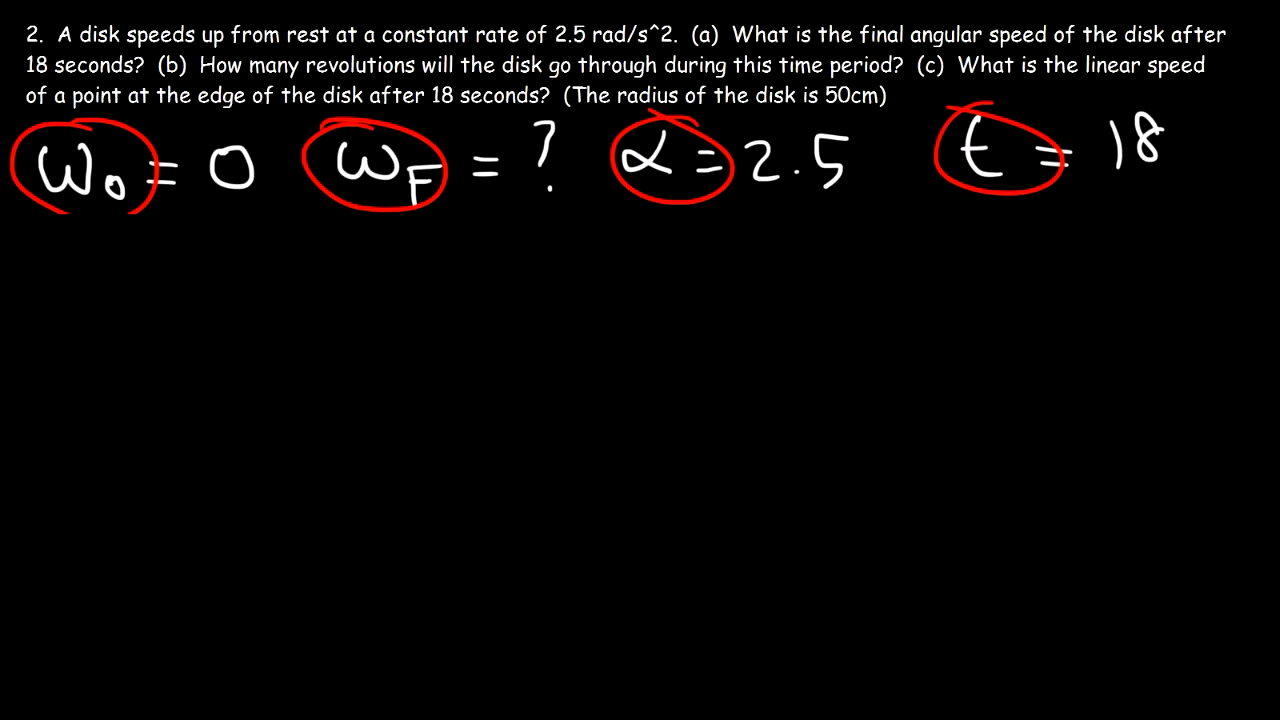 2. A disk speeds up from rest at a constant rate of 2.5 rad/s^2. (a) What is the final angular speed of the disk after
18 seconds? (b) How many revolutions will the disk go through during this time period? (c) What is the linear speed
of a point at the edge of the disk after 18 seconds? (The radius of the disk is 50cm)
ω₀ = 0 ω_F = ? α = 2.5 t = 18